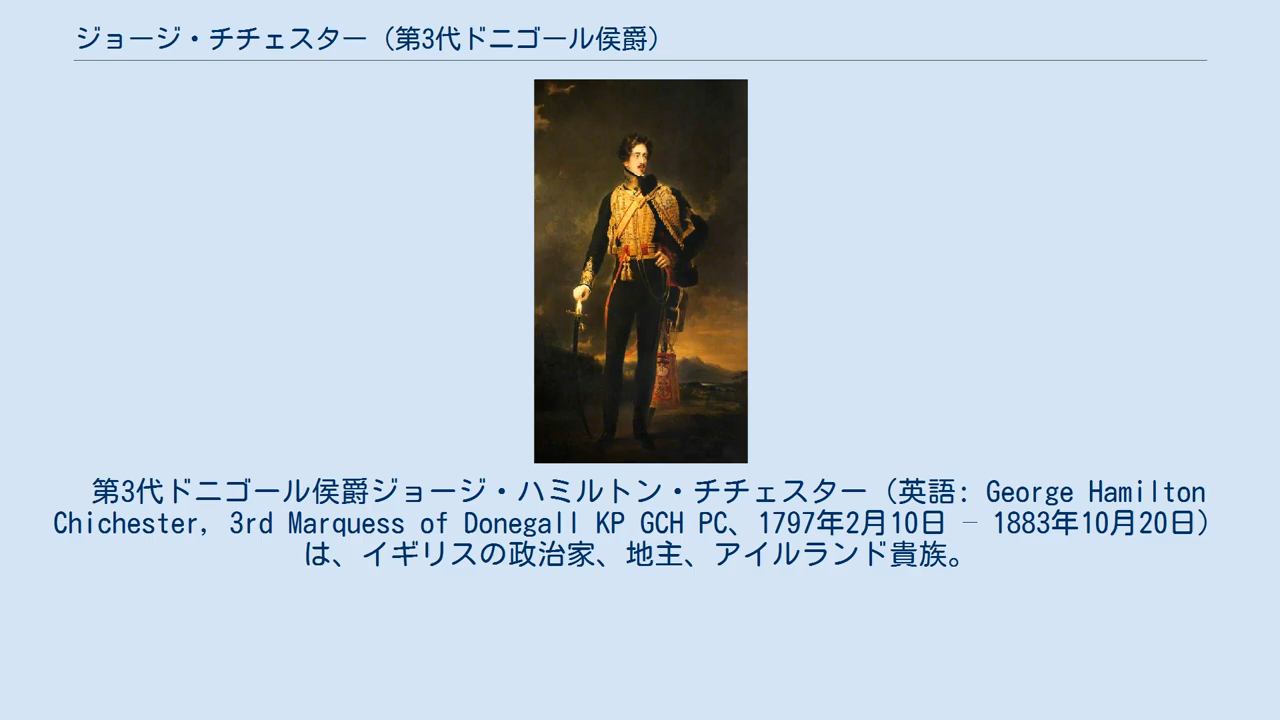 ジョージ・チチェスター（第3代ドニゴール侯爵）
第3代ドニゴール侯爵ジョージ・ハミルトン・チチェスター（英語: George Hamilton
Chichester, 3rd Marquess of Donegall KP GCH PC、1797年2月10日 – 1883年10月20日）
は、イギリスの政治家、地主、アイルランド貴族。